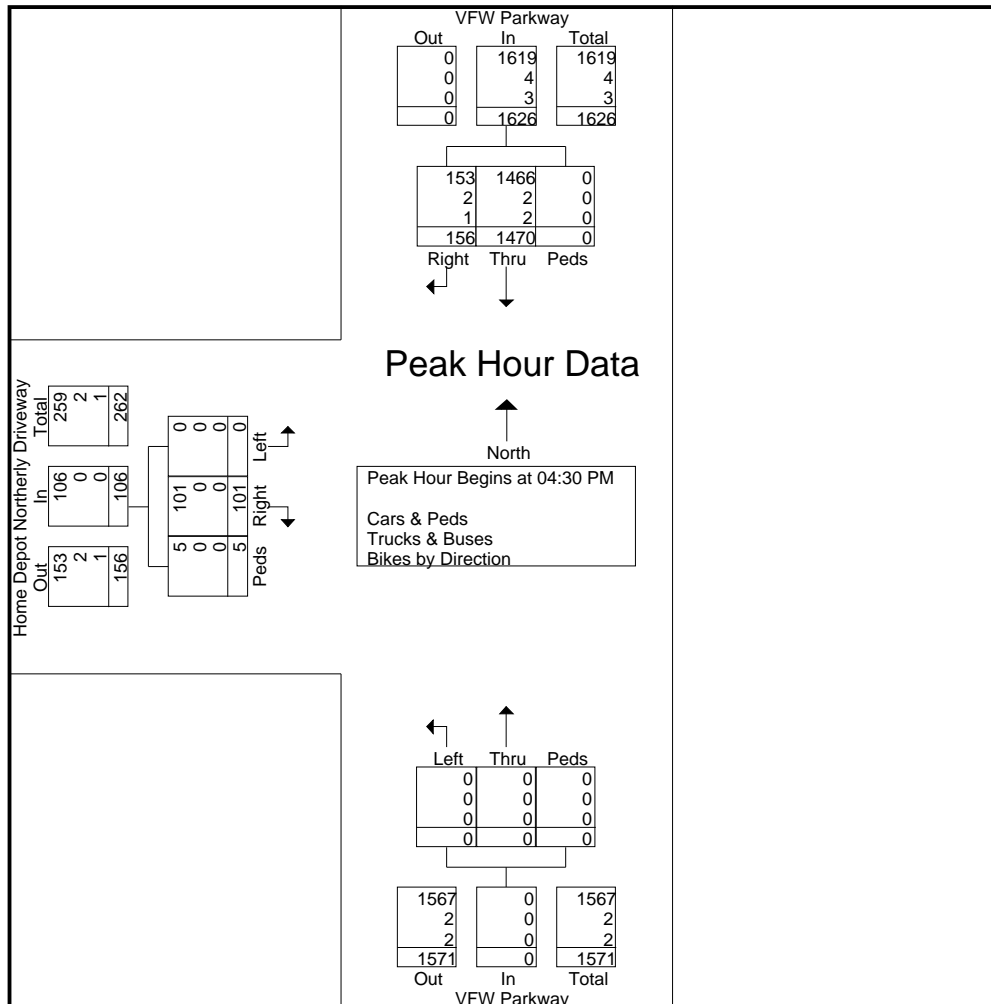 VFW Parkway
Out In Total
0 1619 1619
0 4 4
0 3 3
0 1626 1626
153 1466 0
2 2 0
1 2 0
156 1470 0
Right Thru Peds
Peak Hour Data
North
Peak Hour Begins at 04:30 PM
Cars & Peds
Trucks & Buses
Bikes by Direction
Home Depot Northerly Driveway
Out In Total
153 106 259
2 0 2
1 0 1
156 106 262
5 101 0
0 0 0
0 0 0
5 101 0
Peds Right Left
Left Thru Peds
0 0 0
0 0 0
0 0 0
0 0 0
1567 0 1567
2 0 2
2 0 2
1571 0 1571
Out In Total
VFW Parkway